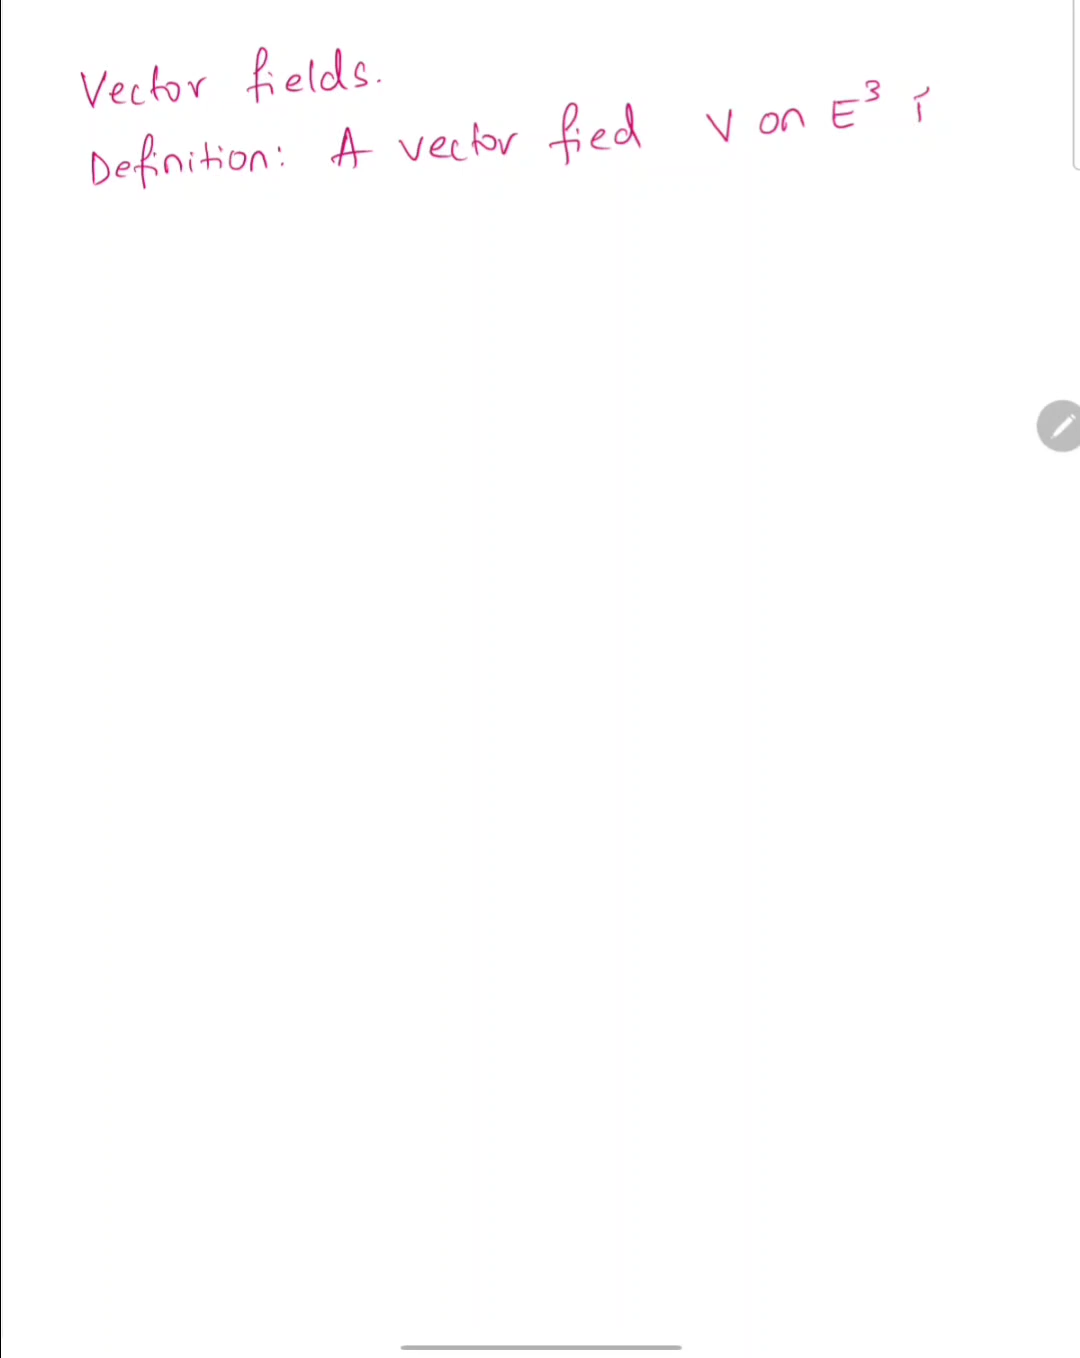 Vector fields.
Definition: A vector fied V on E³ i